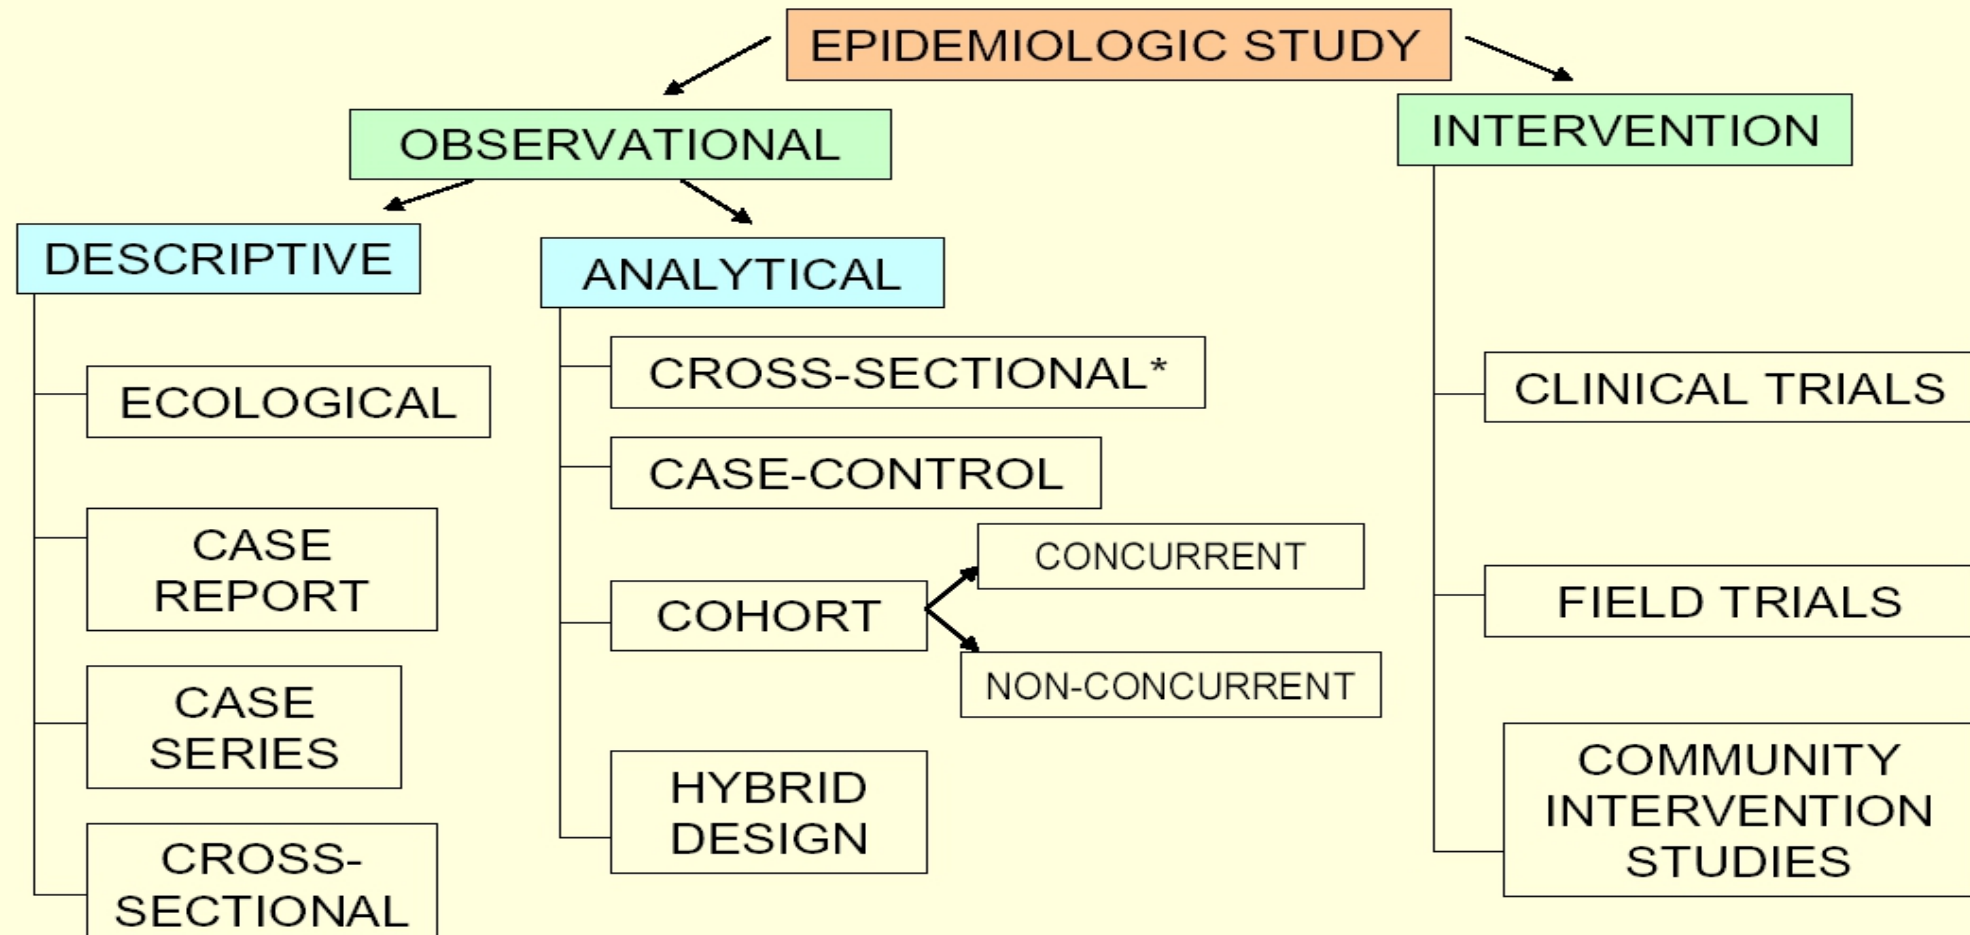 EPIDEMIOLOGIC STUDY
OBSERVATIONAL
INTERVENTION
DESCRIPTIVE
ECOLOGICAL
CASE
REPORT
CASE
SERIES
CROSS-
SECTIONAL
ANALYTICAL
CROSS-SECTIONAL*
CASE-CONTROL
COHORT
CONCURRENT
NON-CONCURRENT
HYBRID
DESIGN
CLINICAL TRIALS
FIELD TRIALS
COMMUNITY
INTERVENTION
STUDIES